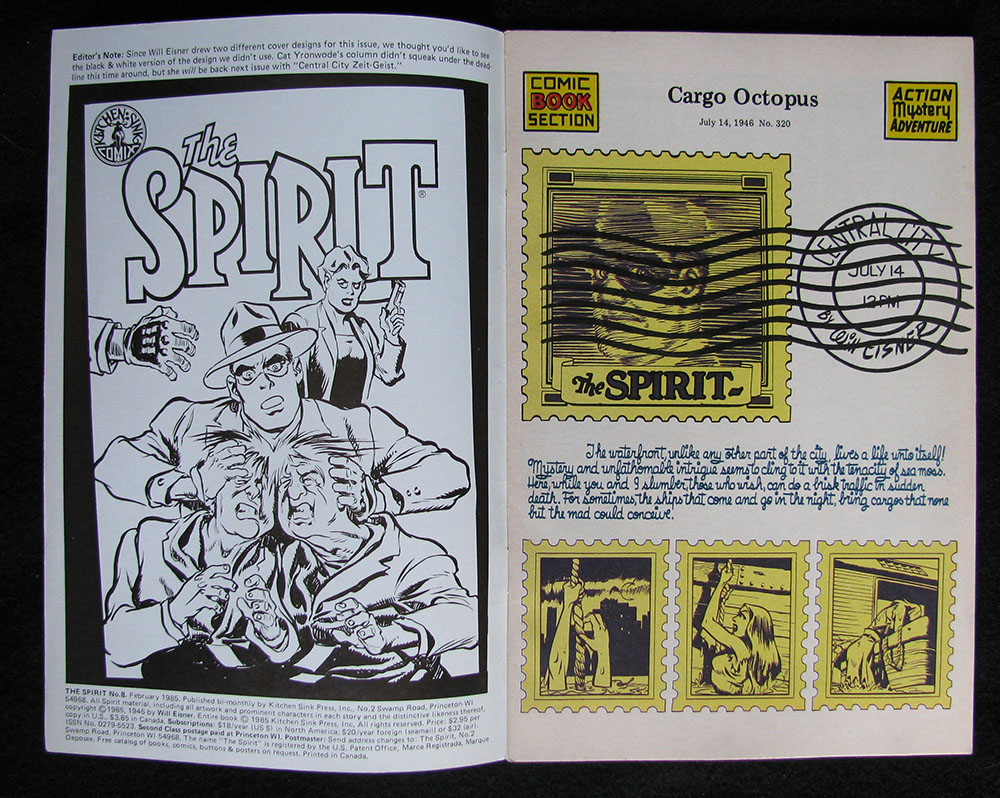 Editor's Note: Since Will Eisner drew two different cover designs for this issue, we thought you'd like to see
the black & white version of the design we didn't use. Cat Yronwode's column didn't squeak under the dead-
line this time around, but she will be back next issue with "Central City Zeit-Geist."
KITCHEN SINK
COMIX
The
SPIRIT®
THE SPIRIT No.8. February 1985. Published bi-monthly by Kitchen Sink Press, Inc., No.2 Swamp Road, Princeton WI
54968. All Spirit material, including all artwork and prominent characters in each story and the distinctive likeness thereof,
copyright © 1985, 1946 by Will Eisner. Entire book © 1985 Kitchen Sink Press, Inc, All rights reserved. Price: $2.95 per
copy in U.S., $3.85 in Canada. Subscriptions: $18/year (US $) in North America; $20/year foreign (seamail) or $32 (air).
ISSN No. 0279-5523. Second Class postage paid at Princeton WI. Postmaster: Send address changes to: The Spirit, No.2
Swamp Road, Princeton WI 54968. The name "The Spirit" is registered by the U.S. Patent Office, Marca Registrada, Marque
Deposee. Free catalog of books, comics, buttons & posters on request. Printed in Canada.
COMIC
BOOK
SECTION
Cargo Octopus
July 14, 1946 No. 320
ACTION
Mystery
ADVENTURE
CENTRAL CITY
JULY 14
12 PM
By Will EISNER
The SPIRIT
The waterfront, unlike any other part of the city, lives a life unto itself!
Mystery and unfathomable intrigue seems to cling to it with the tenacity of sea moss.
Here, while you and I slumber, those who wish, can do a brisk traffic in sudden
death. For sometimes, the ships that come and go in the night, bring cargos that none
but the mad could conceive.